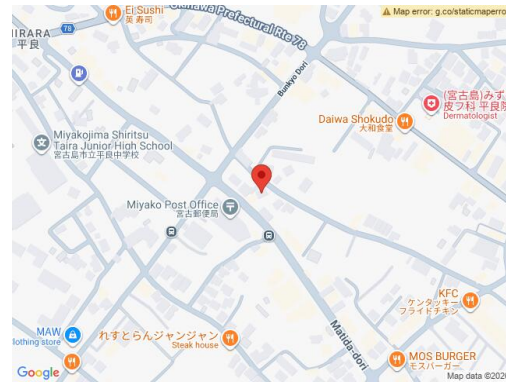 Ei Sushi
英寿司
Okinawa Prefectural Rte 78
Map error: g.co/staticmaperro
HIRARA
平良
78
Bunkyo Dori
(宮古島)みず
皮フ科 平良院
Dermatologist
Daiwa Shokudo
大和食堂
Miyakojima Shiritsu
Taira Junior High School
宮古島市立平良中学校
Miyako Post Office
宮古郵便局
KFC
ケンタッキー
フライドチキン
MAW
lothing store
れすとらんジャンジャン
Steak house
Matida-dori
MOS BURGER
モスバーガー
Google
Map data ©2026